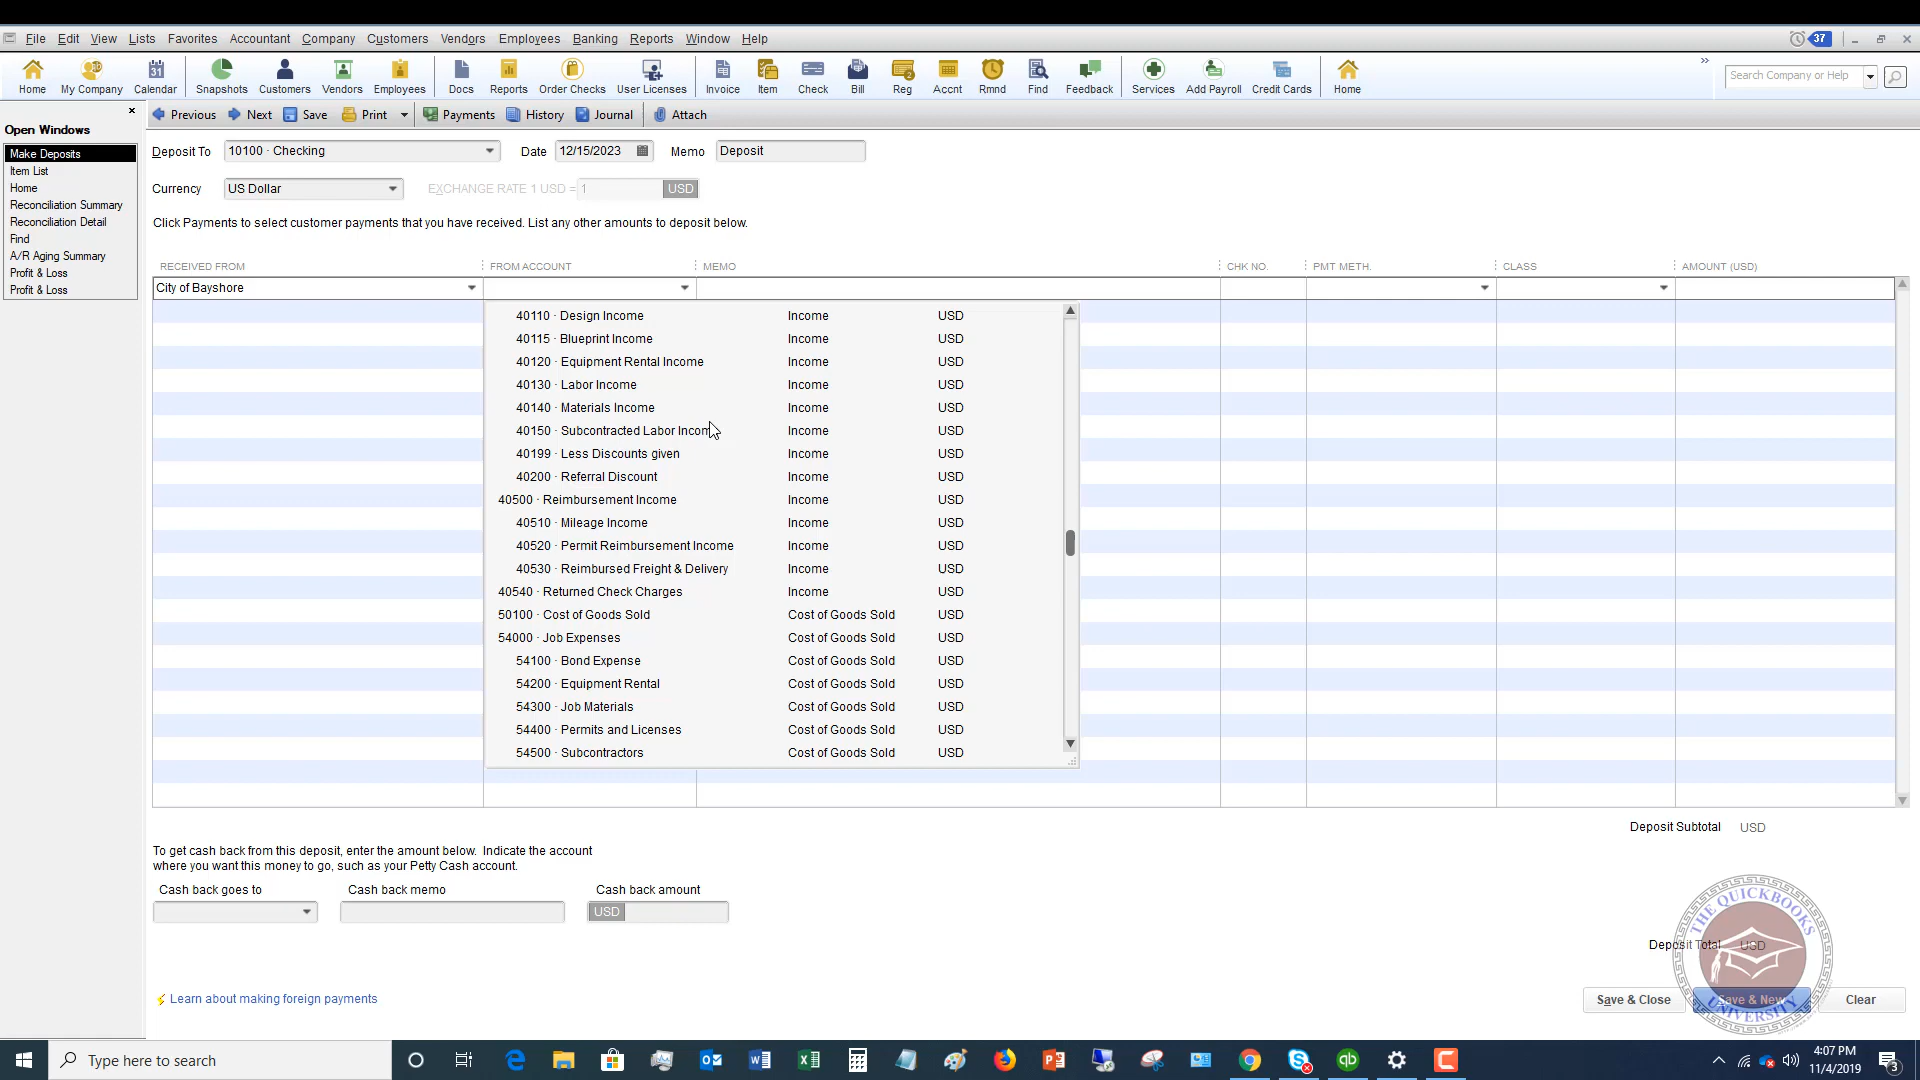 File Edit View Lists Favorites Accountant Company Customers Vendors Employees Banking Reports Window Help 37
Home My Company Calendar Snapshots Customers Vendors Employees Docs Reports Order Checks User Licenses Invoice Item Check Bill Reg Accnt Rmnd Find Feedback Services Add Payroll Credit Cards Home Search Company or Help
Previous Next Save Print Payments History Journal Attach
Open Windows
Make Deposits
Item List
Home
Reconciliation Summary
Reconciliation Detail
Find
A/R Aging Summary
Profit & Loss
Profit & Loss
Deposit To 10100 · Checking Date 12/15/2023 Memo Deposit
Currency US Dollar EXCHANGE RATE 1 USD = 1 USD
Click Payments to select customer payments that you have received. List any other amounts to deposit below.
RECEIVED FROM FROM ACCOUNT MEMO CHK NO. PMT METH. CLASS AMOUNT (USD)
City of Bayshore
40110 · Design Income Income USD
40115 · Blueprint Income Income USD
40120 · Equipment Rental Income Income USD
40130 · Labor Income Income USD
40140 · Materials Income Income USD
40150 · Subcontracted Labor Income Income USD
40199 · Less Discounts given Income USD
40200 · Referral Discount Income USD
40500 · Reimbursement Income Income USD
40510 · Mileage Income Income USD
40520 · Permit Reimbursement Income Income USD
40530 · Reimbursed Freight & Delivery Income USD
40540 · Returned Check Charges Income USD
50100 · Cost of Goods Sold Cost of Goods Sold USD
54000 · Job Expenses Cost of Goods Sold USD
54100 · Bond Expense Cost of Goods Sold USD
54200 · Equipment Rental Cost of Goods Sold USD
54300 · Job Materials Cost of Goods Sold USD
54400 · Permits and Licenses Cost of Goods Sold USD
54500 · Subcontractors Cost of Goods Sold USD
Deposit Subtotal USD
To get cash back from this deposit, enter the amount below. Indicate the account
where you want this money to go, such as your Petty Cash account.
Cash back goes to Cash back memo Cash back amount
USD
Deposit Total USD
THE QUICKBOOKS UNIVERSITY
Learn about making foreign payments
Save & Close Save & New Clear
Type here to search
4:07 PM
11/4/2019
3